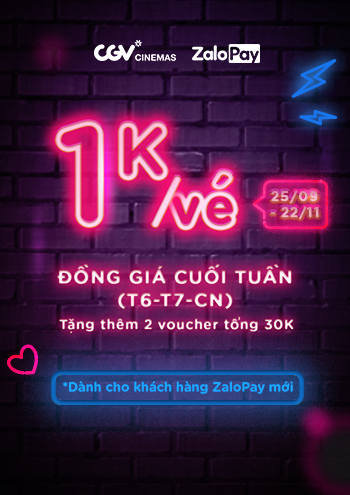 CGV* CINEMAS ZaloPay
1K/vé
25/09
- 22/11
ĐỒNG GIÁ CUỐI TUẦN
(T6-T7-CN)
Tặng thêm 2 voucher tổng 30K
*Dành cho khách hàng ZaloPay mới